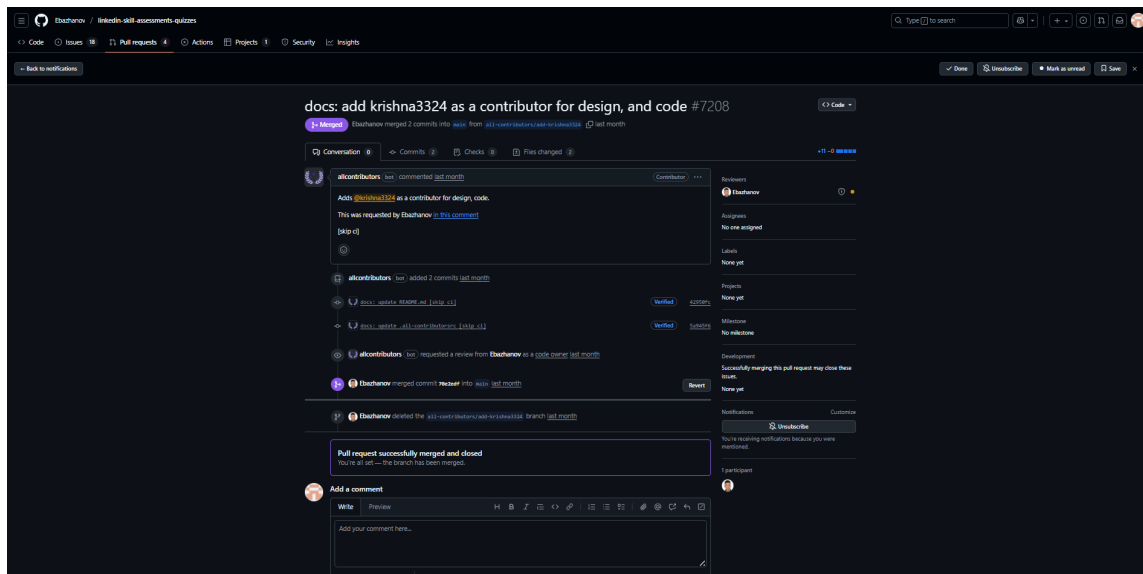 Ebazhanov / linkedin-skill-assessments-quizzes
Type / to search
Code
Issues 18
Pull requests 4
Actions
Projects 1
Security
Insights
← Back to notifications
Done
Unsubscribe
Mark as unread
Save
docs: add krishna3324 as a contributor for design, and code #7208
Code
Merged
Ebazhanov merged 2 commits into main from all-contributors/add-krishna3324 last month
Conversation 0
Commits 2
Checks 0
Files changed 2
+11 −0
allcontributors bot commented last month
Contributor
Adds @krishna3324 as a contributor for design, code.
This was requested by Ebazhanov in this comment
[skip ci]
allcontributors bot added 2 commits last month
docs: update README.md [skip ci]
Verified
docs: update .all-contributorsrc [skip ci]
Verified
allcontributors bot requested a review from Ebazhanov as a code owner last month
Ebazhanov merged commit 70e2edf into main last month
Revert
Ebazhanov deleted the all-contributors/add-krishna3324 branch last month
Pull request successfully merged and closed
You're all set — the branch has been merged.
Add a comment
Write
Preview
Add your comment here...
Reviewers
Ebazhanov
Assignees
No one assigned
Labels
None yet
Projects
None yet
Milestone
No milestone
Development
Successfully merging this pull request may close these
issues.
None yet
Notifications
Customize
Unsubscribe
You're receiving notifications because you were
mentioned.
1 participant